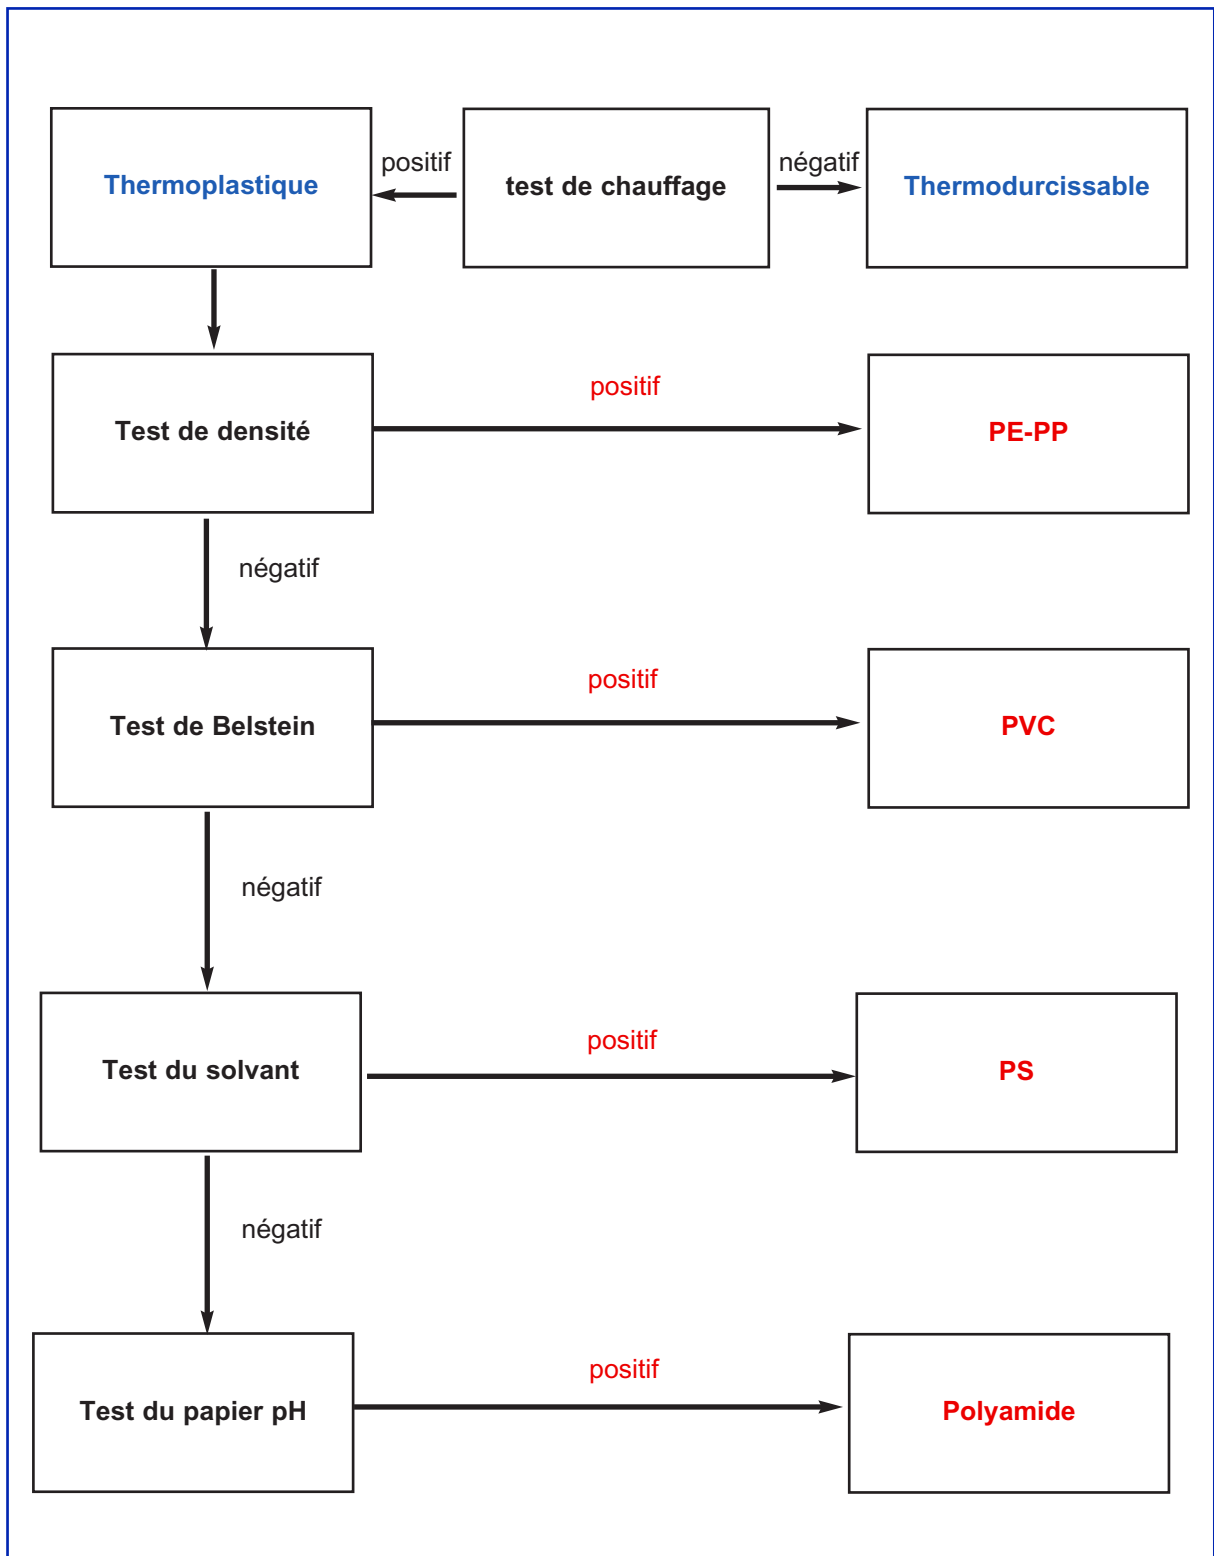 positif
négatif
Thermoplastique
test de chauffage
Thermodurcissable
positif
Test de densité
PE-PP
négatif
positif
Test de Belstein
PVC
négatif
positif
Test du solvant
PS
négatif
positif
Test du papier pH
Polyamide